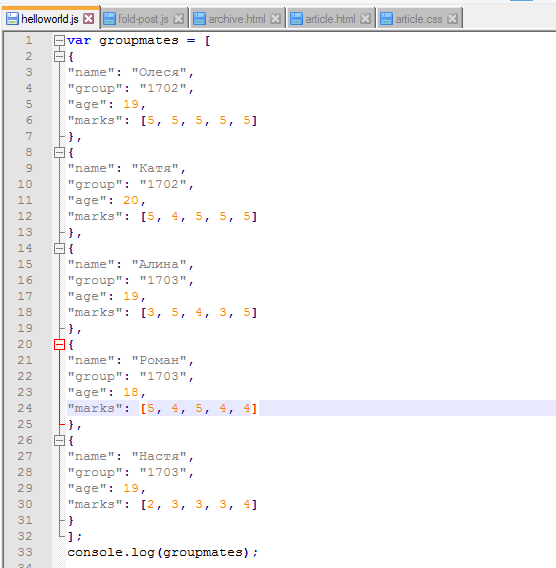 helloworld.js fold-post.js archive.html article.html article.css
1 var groupmates = [
2 {
3 "name": "Олеся",
4 "group": "1702",
5 "age": 19,
6 "marks": [5, 5, 5, 5, 5]
7 },
8 {
9 "name": "Катя",
10 "group": "1702",
11 "age": 20,
12 "marks": [5, 4, 5, 5, 5]
13 },
14 {
15 "name": "Алина",
16 "group": "1703",
17 "age": 19,
18 "marks": [3, 5, 4, 3, 5]
19 },
20 {
21 "name": "Роман",
22 "group": "1703",
23 "age": 18,
24 "marks": [5, 4, 5, 4, 4]
25 },
26 {
27 "name": "Настя",
28 "group": "1703",
29 "age": 19,
30 "marks": [2, 3, 3, 3, 4]
31 }
32 ];
33 console.log(groupmates);